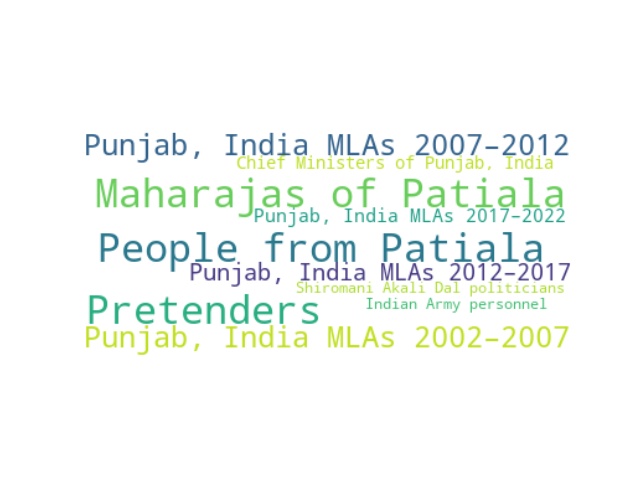 Punjab, India MLAs 2007–2012
Chief Ministers of Punjab, India
Maharajas of Patiala
Punjab, India MLAs 2017–2022
People from Patiala
Punjab, India MLAs 2012–2017
Shiromani Akali Dal politicians
Pretenders
Indian Army personnel
Punjab, India MLAs 2002–2007